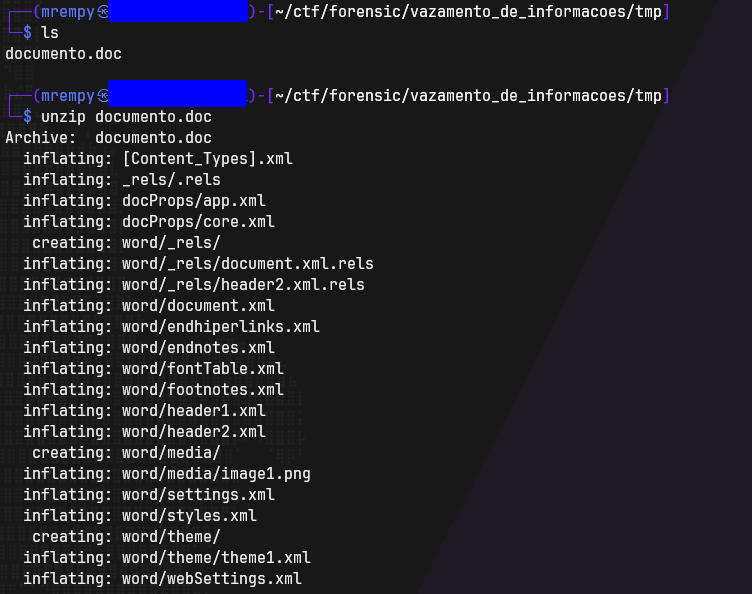 ┌──(mrempy㉿ )-[~/ctf/forensic/vazamento_de_informacoes/tmp]
└─$ ls
documento.doc
┌──(mrempy㉿ )-[~/ctf/forensic/vazamento_de_informacoes/tmp]
└─$ unzip documento.doc
Archive:  documento.doc
  inflating: [Content_Types].xml
  inflating: _rels/.rels
  inflating: docProps/app.xml
  inflating: docProps/core.xml
   creating: word/_rels/
  inflating: word/_rels/document.xml.rels
  inflating: word/_rels/header2.xml.rels
  inflating: word/document.xml
  inflating: word/endhiperlinks.xml
  inflating: word/endnotes.xml
  inflating: word/fontTable.xml
  inflating: word/footnotes.xml
  inflating: word/header1.xml
  inflating: word/header2.xml
   creating: word/media/
  inflating: word/media/image1.png
  inflating: word/settings.xml
  inflating: word/styles.xml
   creating: word/theme/
  inflating: word/theme/theme1.xml
  inflating: word/webSettings.xml